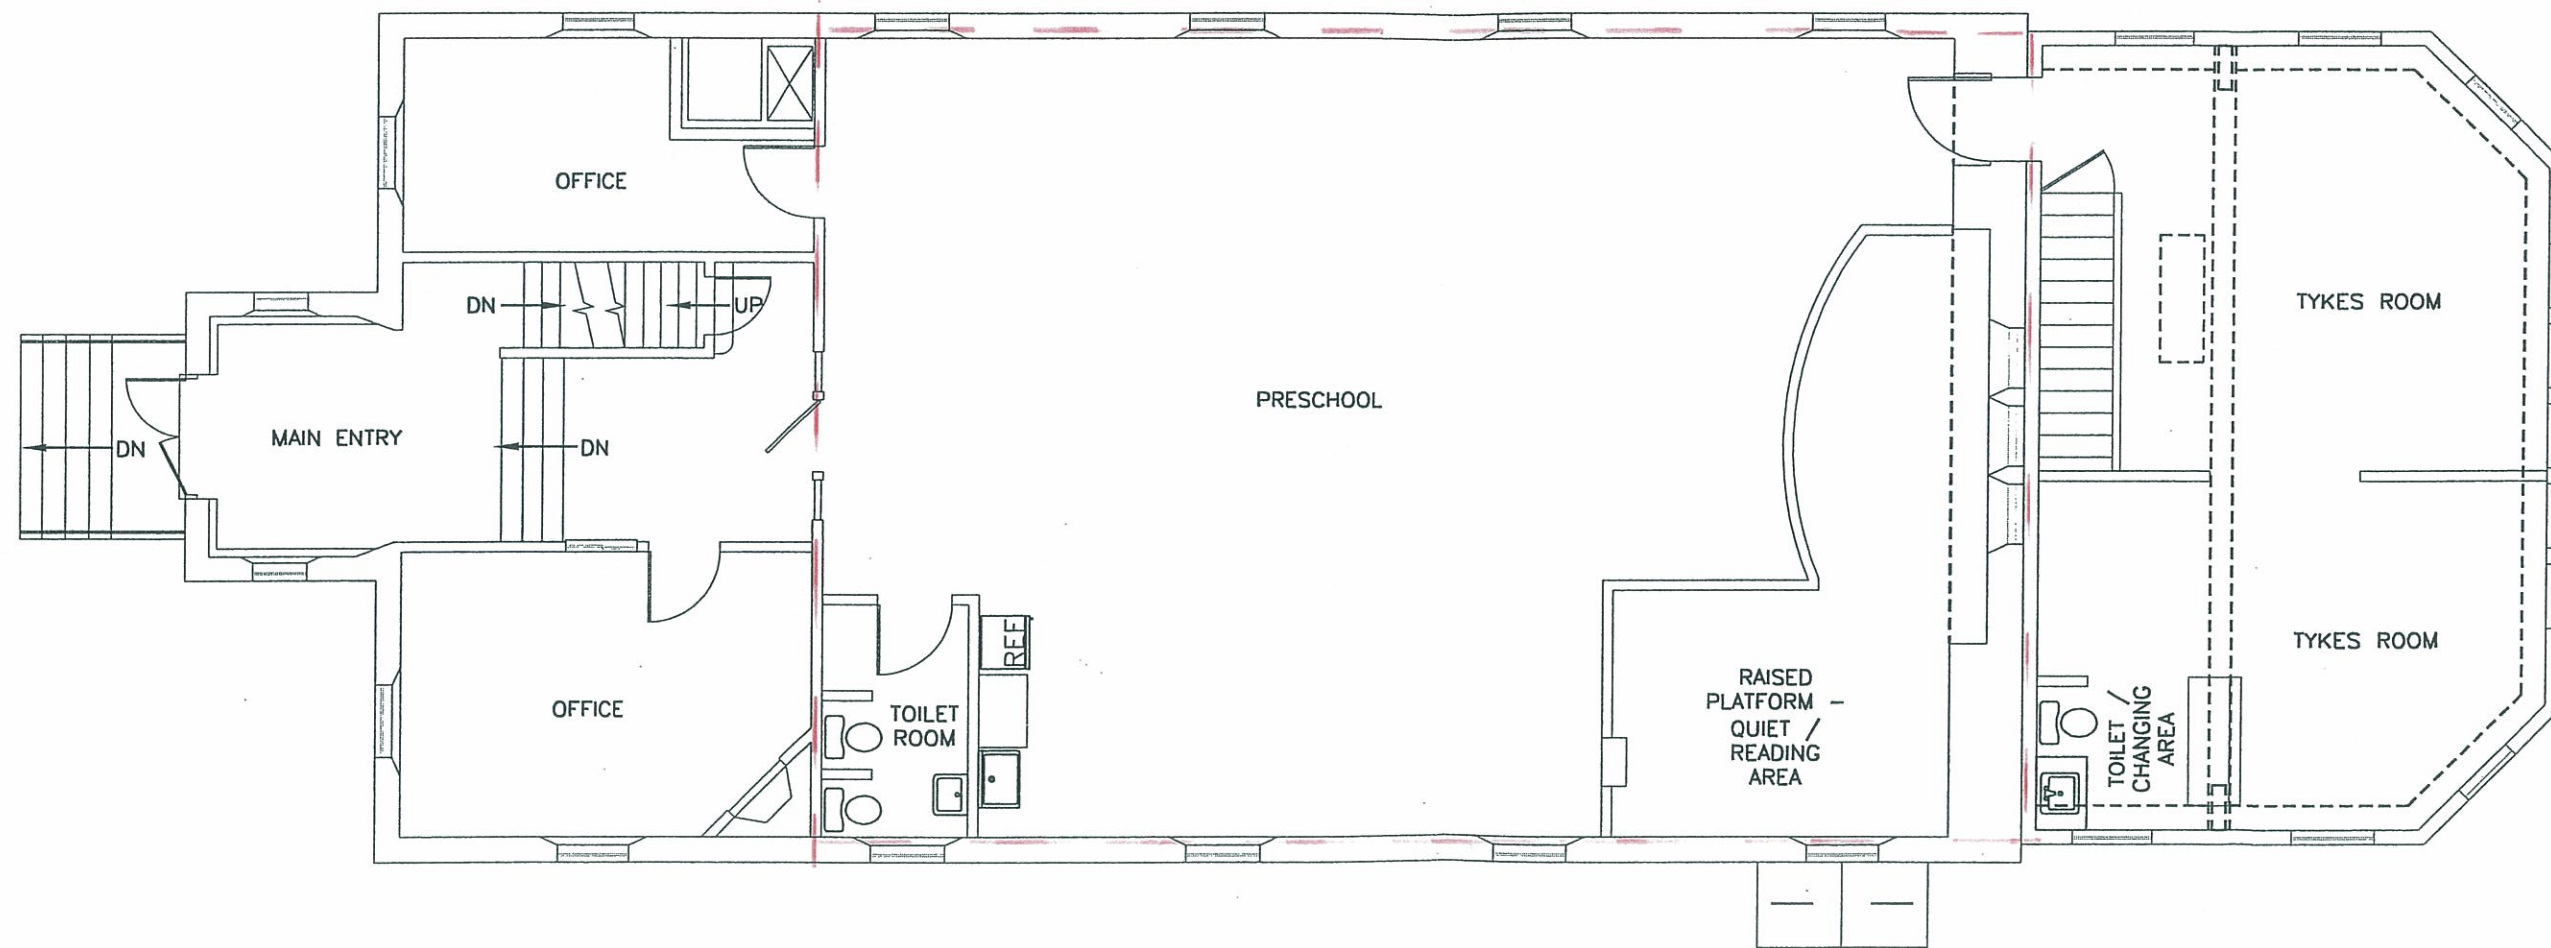 OFFICE
DN
UP
TYKES ROOM
PRESCHOOL
MAIN ENTRY
DN
DN
REF
TYKES ROOM
OFFICE
TOILET
ROOM
RAISED
PLATFORM -
QUIET /
READING
AREA
TOILET /
CHANGING
AREA